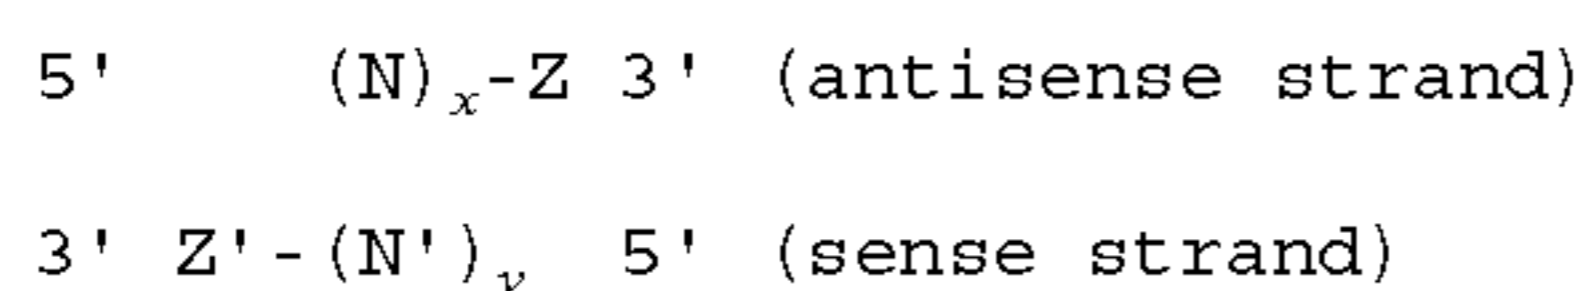 5' (N)x-Z 3' (antisense strand)
3' Z'-(N')y 5' (sense strand)